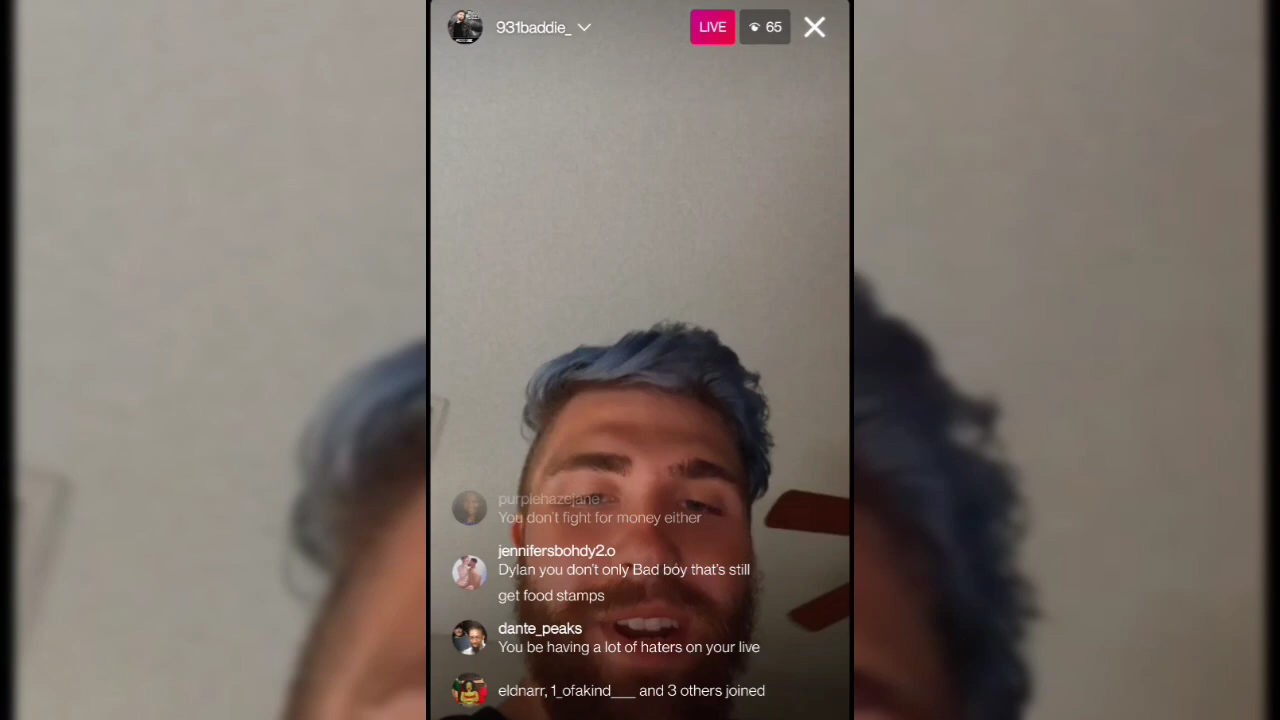 931baddie_
LIVE
65
purplehazejane
You don't fight for money either
jennifersbohdy2.o
Dylan you don't only Bad boy that's still
get food stamps
dante_peaks
You be having a lot of haters on your live
eldnarr, 1_ofakind___ and 3 others joined